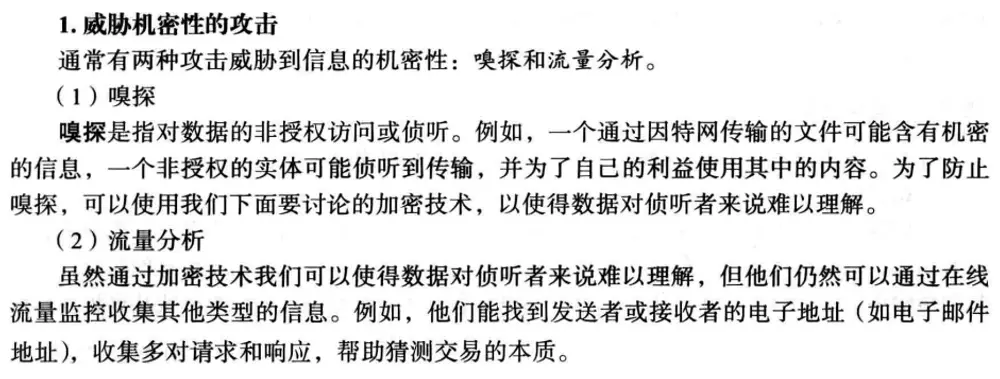 1. 威胁机密性的攻击
通常有两种攻击威胁到信息的机密性：嗅探和流量分析。
（1）嗅探
嗅探是指对数据的非授权访问或侦听。例如，一个通过因特网传输的文件可能含有机密
的信息，一个非授权的实体可能侦听到传输，并为了自己的利益使用其中的内容。为了防止
嗅探，可以使用我们下面要讨论的加密技术，以使得数据对侦听者来说难以理解。
（2）流量分析
虽然通过加密技术我们可以使得数据对侦听者来说难以理解，但他们仍然可以通过在线
流量监控收集其他类型的信息。例如，他们能找到发送者或接收者的电子地址（如电子邮件
地址），收集多对请求和响应，帮助猜测交易的本质。